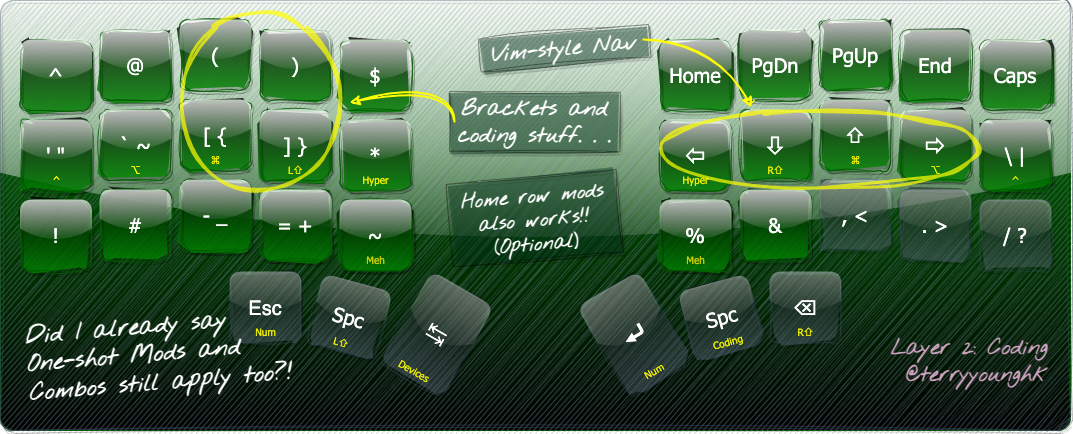 ^ @ ( ) $
Vim-style Nav
Home PgDn PgUp End Caps
' " ` ~ [ { ] } *
^ ⌥ ⌘ L⇧ Hyper
Brackets and
coding stuff. . .
⇦ ⇩ ⇧ ⇨ \ |
Hyper R⇧ ⌘ ⌥ ^
! # - _ = + ~
Meh
Home row mods
also works!!
(Optional)
% & , < . > / ?
Meh
Esc Spc ↹
Num L⇧ Devices
↵ Spc ⌫
Num Coding R⇧
Did I already say
One-shot Mods and
Combos still apply too?!
Layer 2: Coding
@terryyounghk